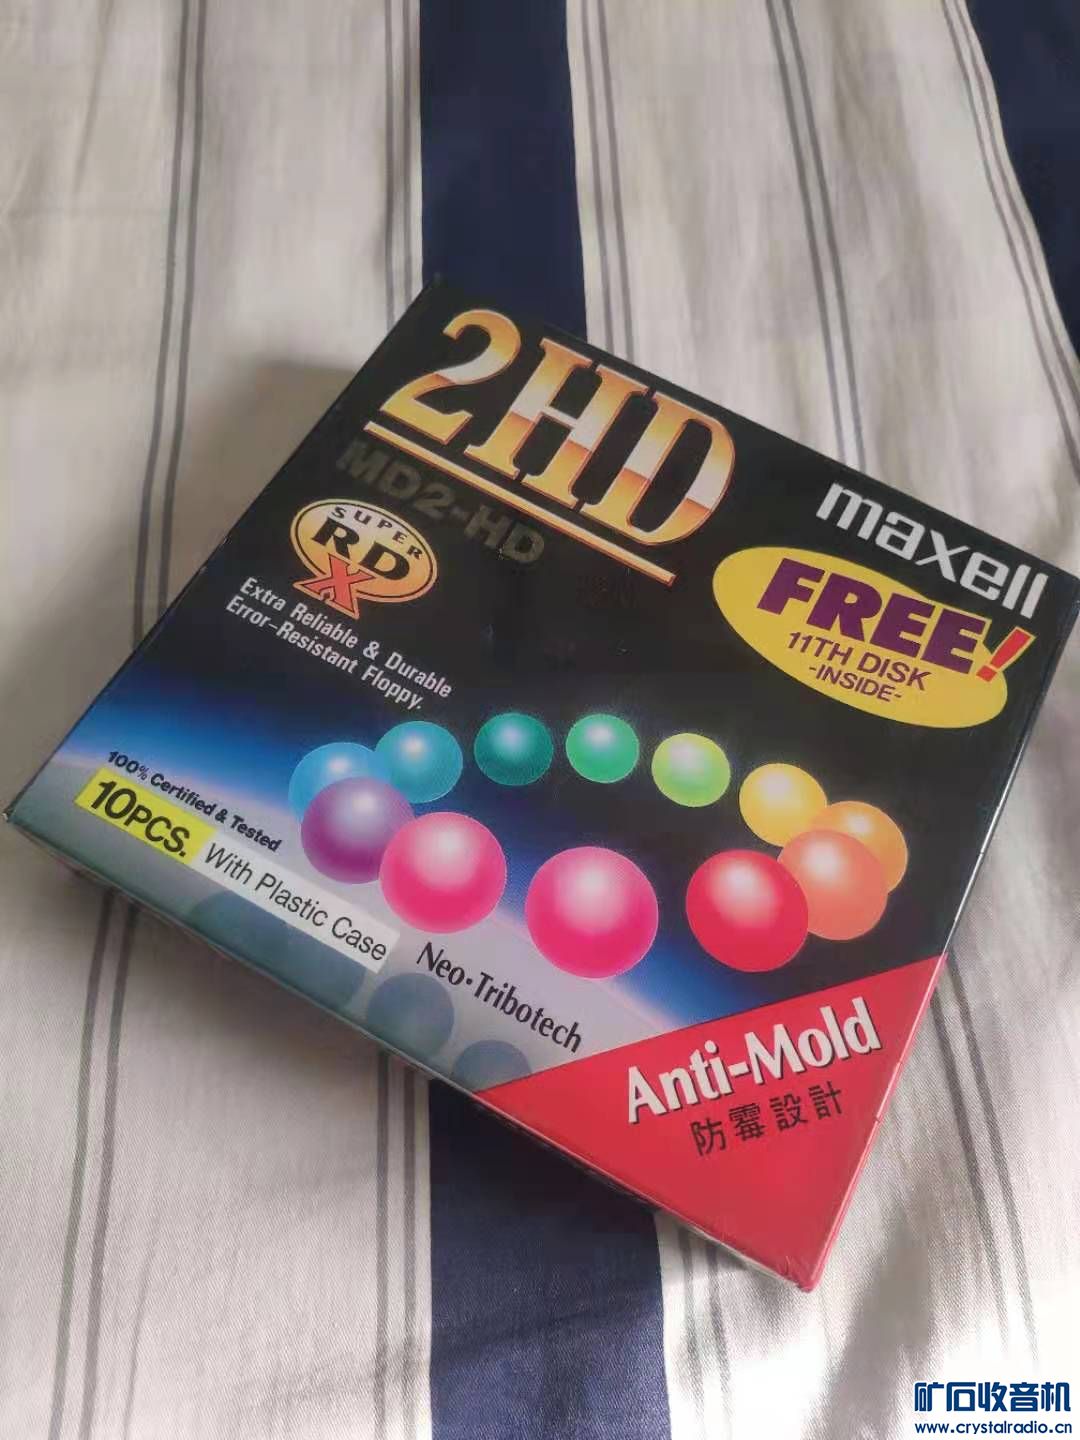 2HD
MD2-HD
maxell
SUPER
RD
X
FREE!
11TH DISK
-INSIDE-
Extra Reliable & Durable
Error-Resistant Floppy.
100% Certified & Tested
10PCS. With Plastic Case
Neo·Tribotech
Anti-Mold
防霉設計
矿石收音机
www.crystalradio.cn